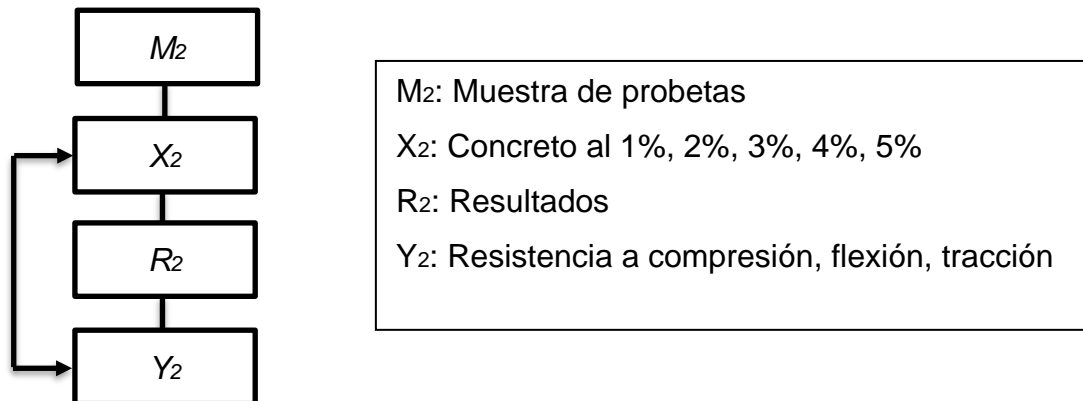 M2
X2
R2
Y2
M2: Muestra de probetas
X2: Concreto al 1%, 2%, 3%, 4%, 5%
R2: Resultados
Y2: Resistencia a compresión, flexión, tracción